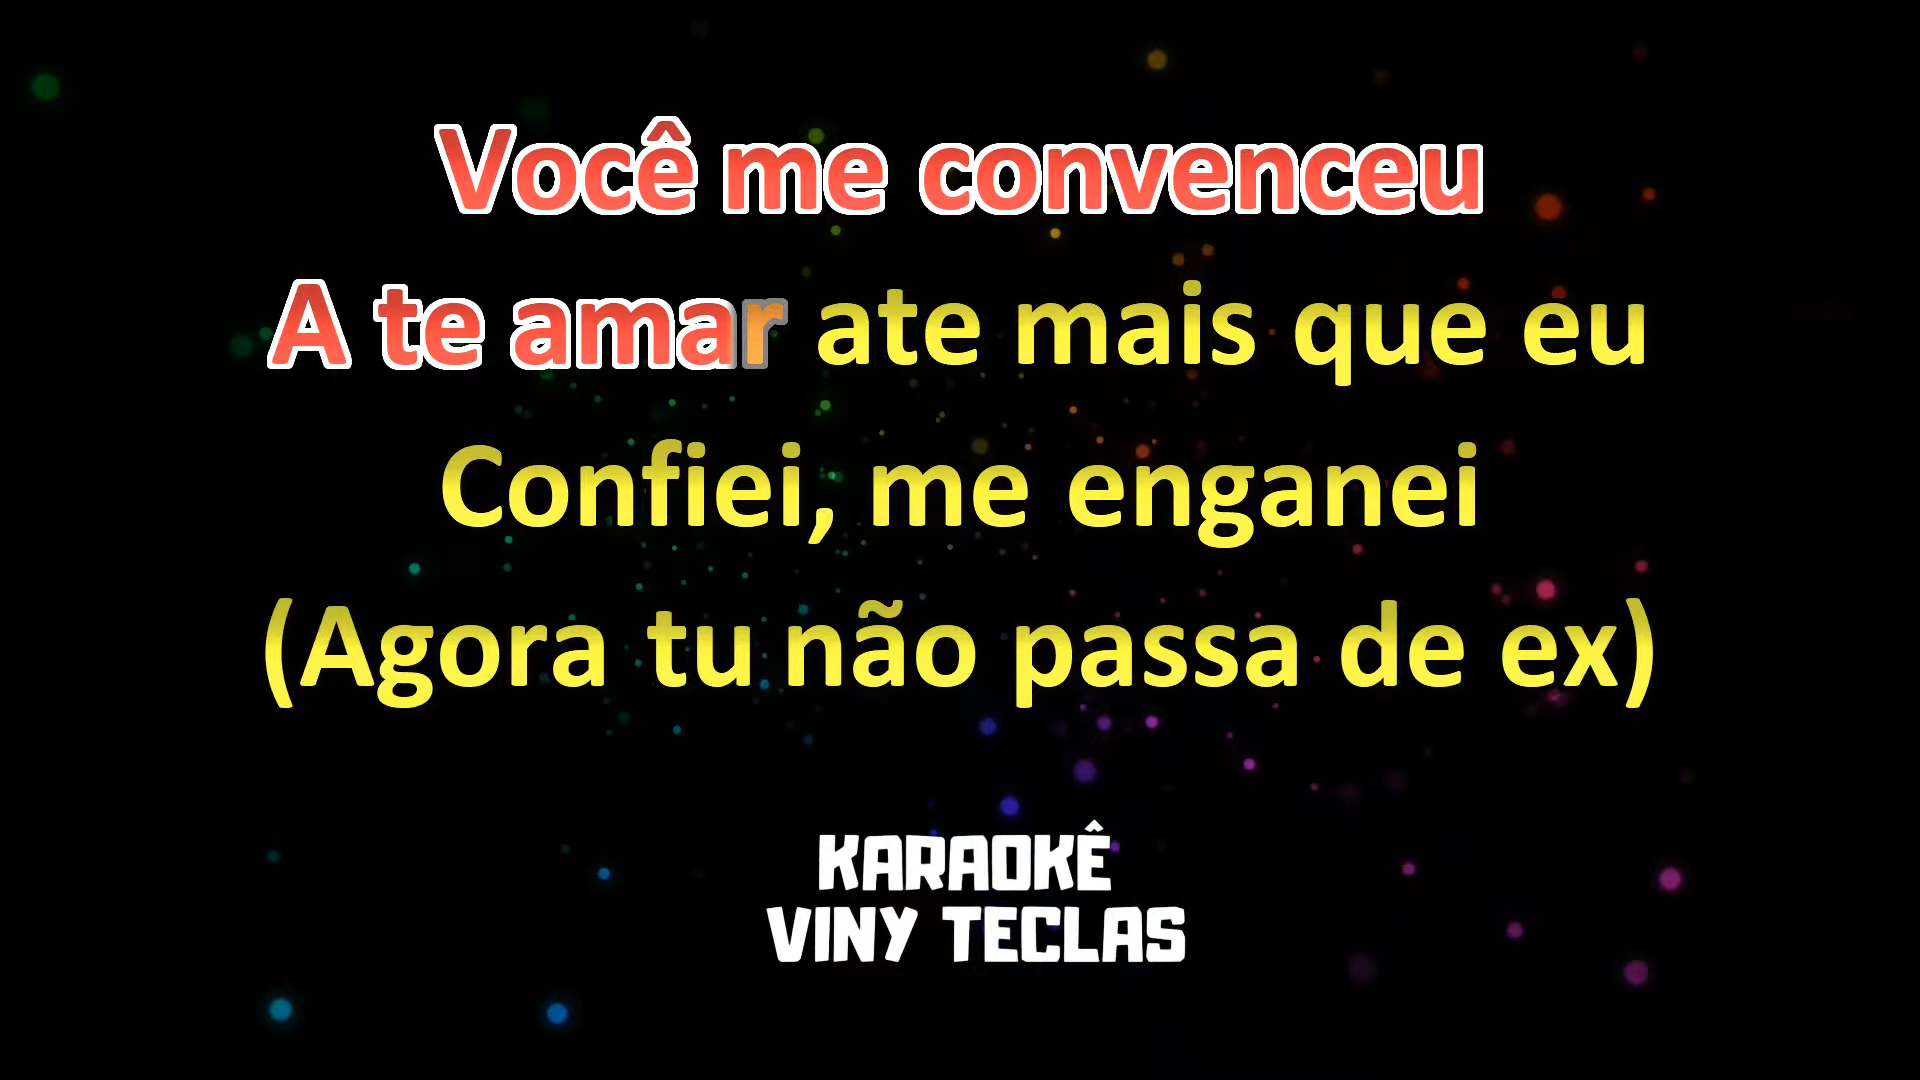 Você me convenceu
A te amar ate mais que eu
Confiei, me enganei
(Agora tu não passa de ex)
KARAOKÊ
VINY TECLAS